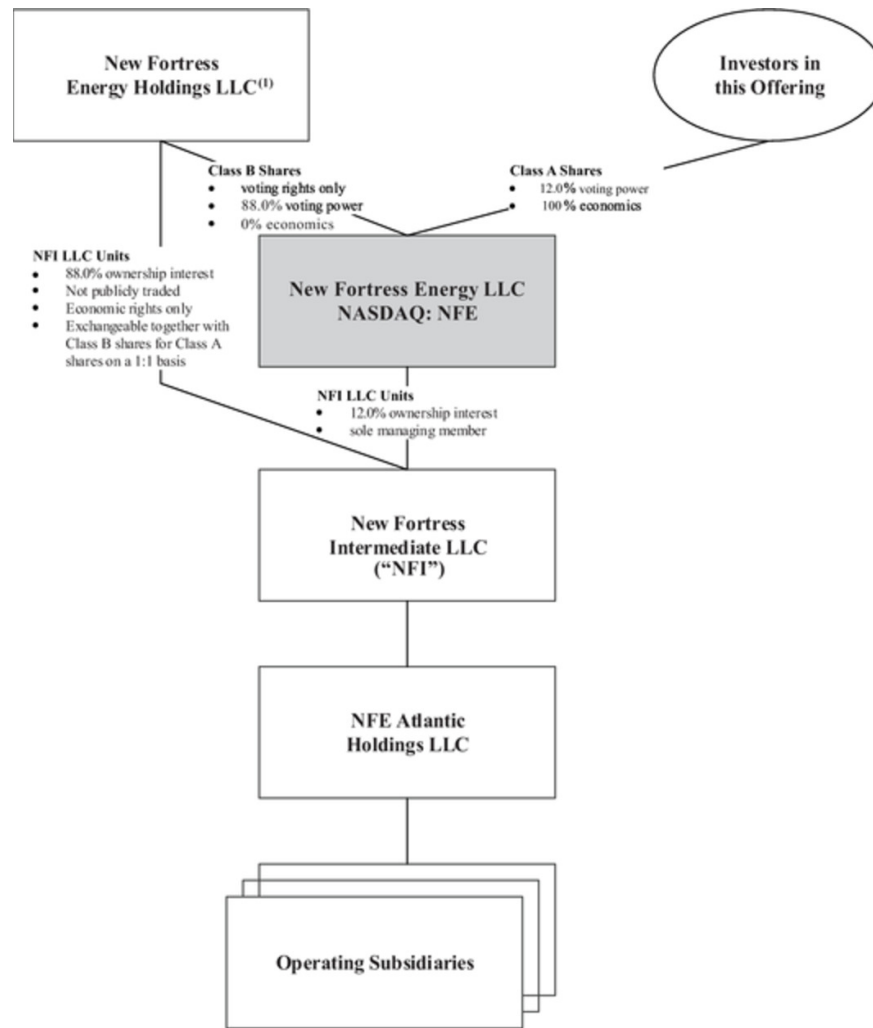 New Fortress
Energy Holdings LLC(1)
Investors in
this Offering
Class B Shares
• voting rights only
• 88.0% voting power
• 0% economics
Class A Shares
• 12.0% voting power
• 100% economics
NFI LLC Units
• 88.0% ownership interest
• Not publicly traded
• Economic rights only
• Exchangeable together with
Class B shares for Class A
shares on a 1:1 basis
New Fortress Energy LLC
NASDAQ: NFE
NFI LLC Units
• 12.0% ownership interest
• sole managing member
New Fortress
Intermediate LLC
(“NFI”)
NFE Atlantic
Holdings LLC
Operating Subsidiaries